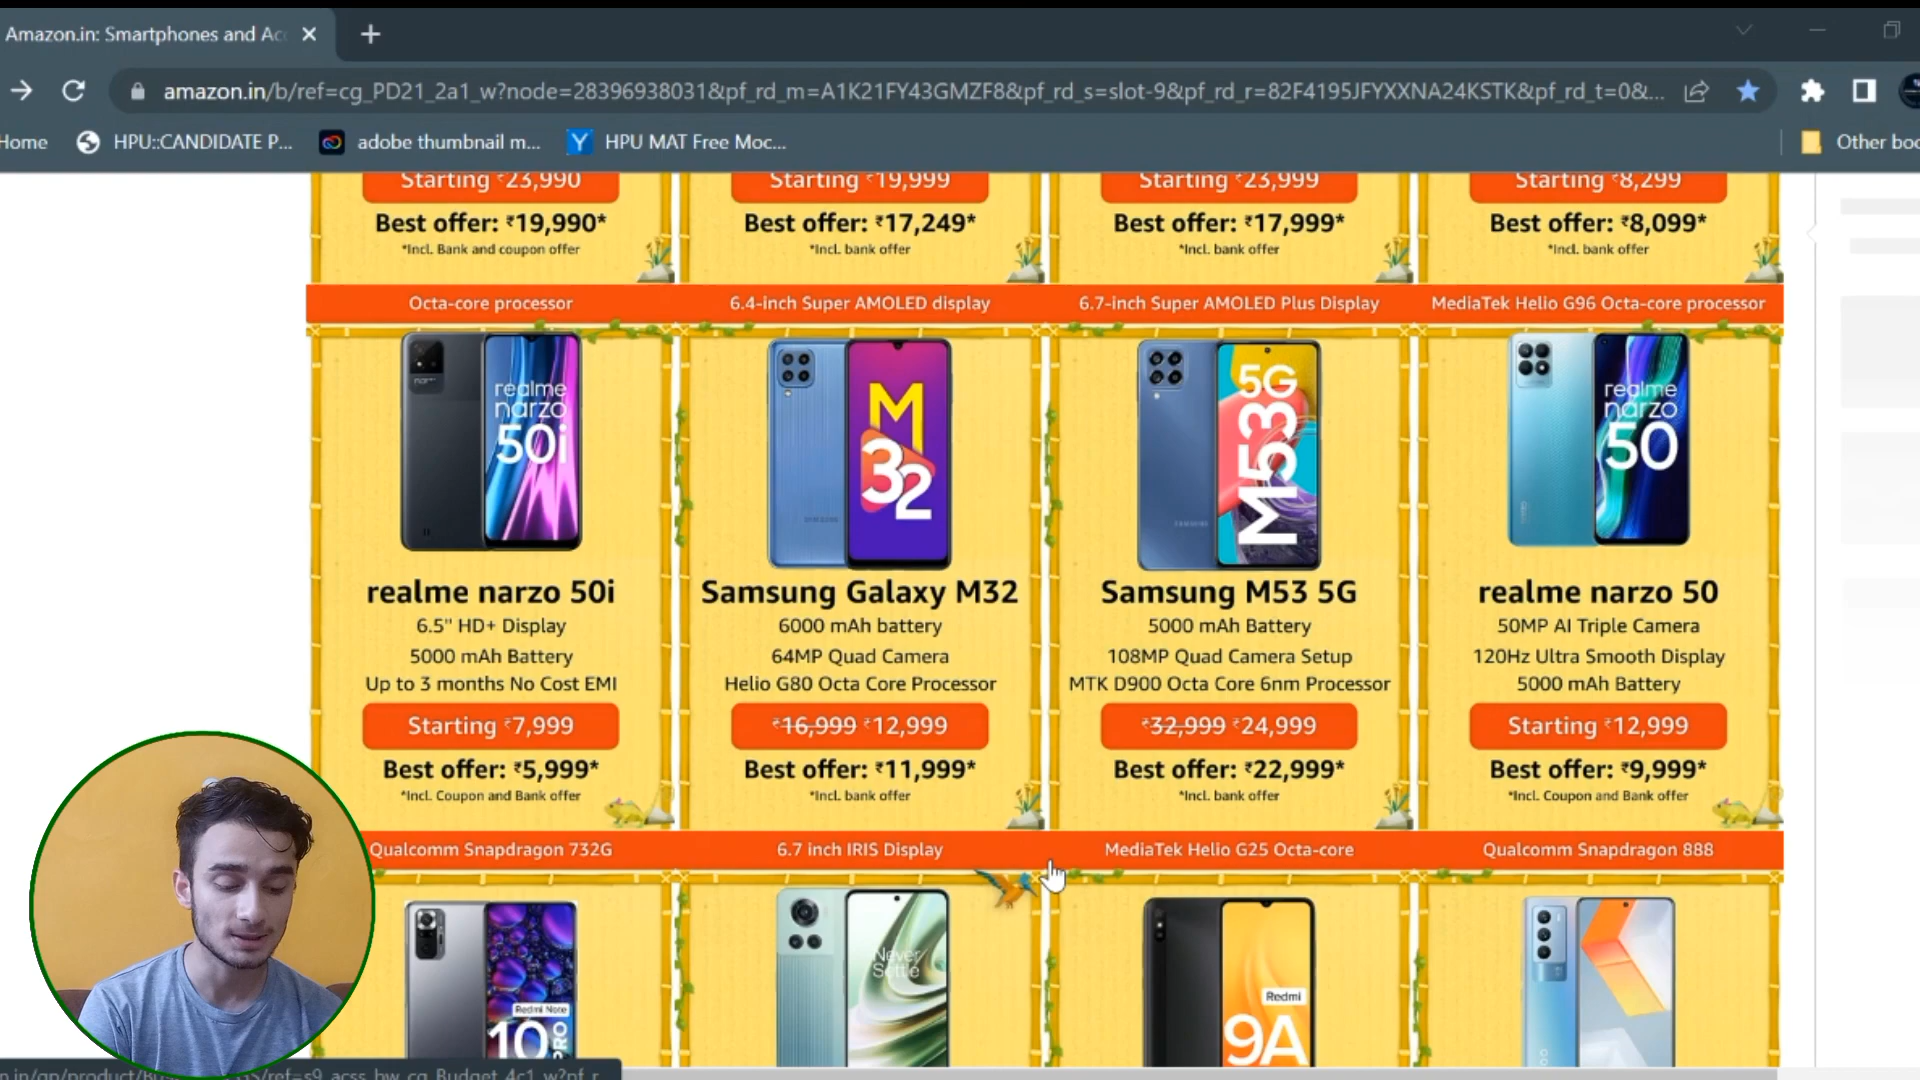 Amazon.in: Smartphones and Acc
amazon.in/b/ref=cg_PD21_2a1_w?node=28396938031&pf_rd_m=A1K21FY43GMZF8&pf_rd_s=slot-9&pf_rd_r=82F4195JFYXXNA24KSTK&pf_rd_t=0&...
Home HPU::CANDIDATE P... adobe thumbnail m... HPU MAT Free Moc... Other boo
Starting ₹23,990 Starting ₹19,999 Starting ₹23,999 Starting ₹8,299
Best offer: ₹19,990* Best offer: ₹17,249* Best offer: ₹17,999* Best offer: ₹8,099*
*Incl. Bank and coupon offer *Incl. bank offer *Incl. bank offer *Incl. bank offer
Octa-core processor 6.4-inch Super AMOLED display 6.7-inch Super AMOLED Plus Display MediaTek Helio G96 Octa-core processor
realme narzo 50i M32 M53 5G realme narzo 50
SAMSUNG SAMSUNG
realme narzo 50i Samsung Galaxy M32 Samsung M53 5G realme narzo 50
6.5" HD+ Display 6000 mAh battery 5000 mAh Battery 50MP AI Triple Camera
5000 mAh Battery 64MP Quad Camera 108MP Quad Camera Setup 120Hz Ultra Smooth Display
Up to 3 months No Cost EMI Helio G80 Octa Core Processor MTK D900 Octa Core 6nm Processor 5000 mAh Battery
Starting ₹7,999 ₹16,999 ₹12,999 ₹32,999 ₹24,999 Starting ₹12,999
Best offer: ₹5,999* Best offer: ₹11,999* Best offer: ₹22,999* Best offer: ₹9,999*
*Incl. Coupon and Bank offer *Incl. bank offer *Incl. bank offer *Incl. Coupon and Bank offer
Qualcomm Snapdragon 732G 6.7 inch IRIS Display MediaTek Helio G25 Octa-core Qualcomm Snapdragon 888
Redmi Note 10 PRO Never Settle Redmi 9A